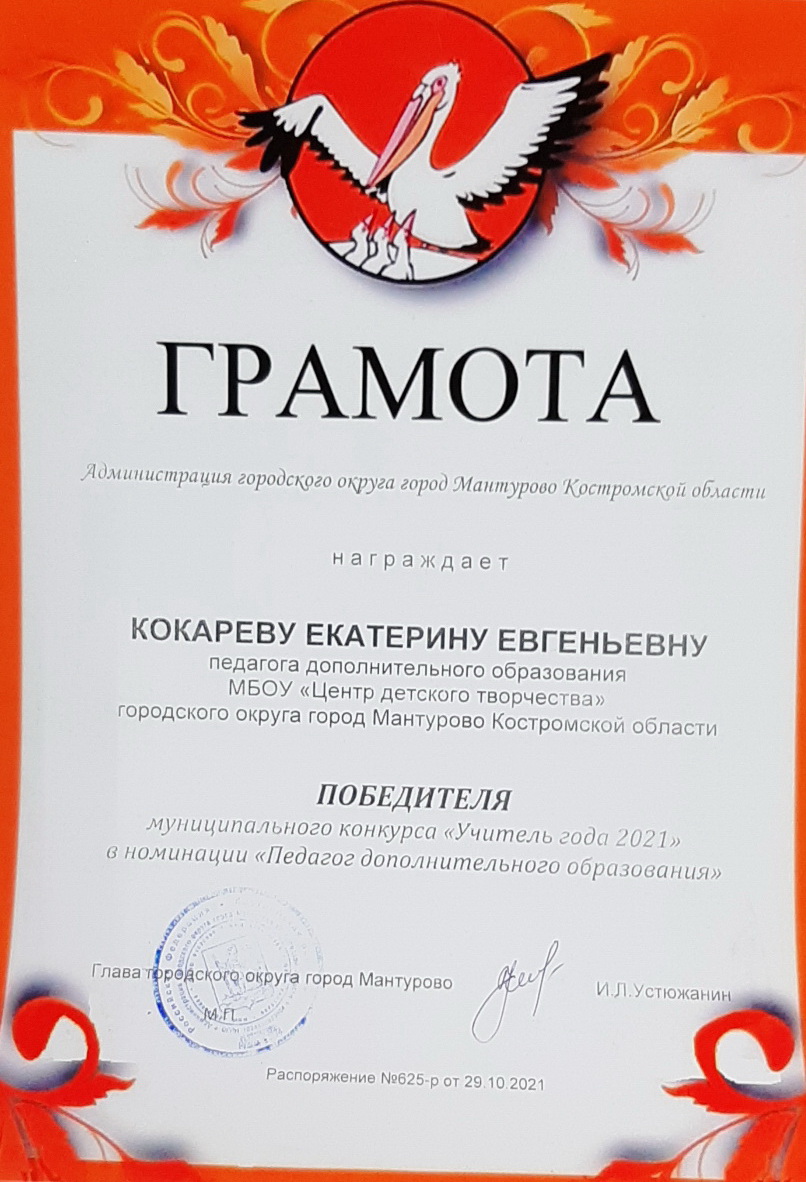 ГРАМОТА
Администрация городского округа город Мантурово Костромской области
награждает
КОКАРЕВУ ЕКАТЕРИНУ ЕВГЕНЬЕВНУ
педагога дополнительного образования
МБОУ «Центр детского творчества»
городского округа город Мантурово Костромской области
ПОБЕДИТЕЛЯ
муниципального конкурса «Учитель года 2021»
в номинации «Педагог дополнительного образования»
Глава городского округа город Мантурово
И.Л.Устюжанин
М.П.
Распоряжение №625-р от 29.10.2021